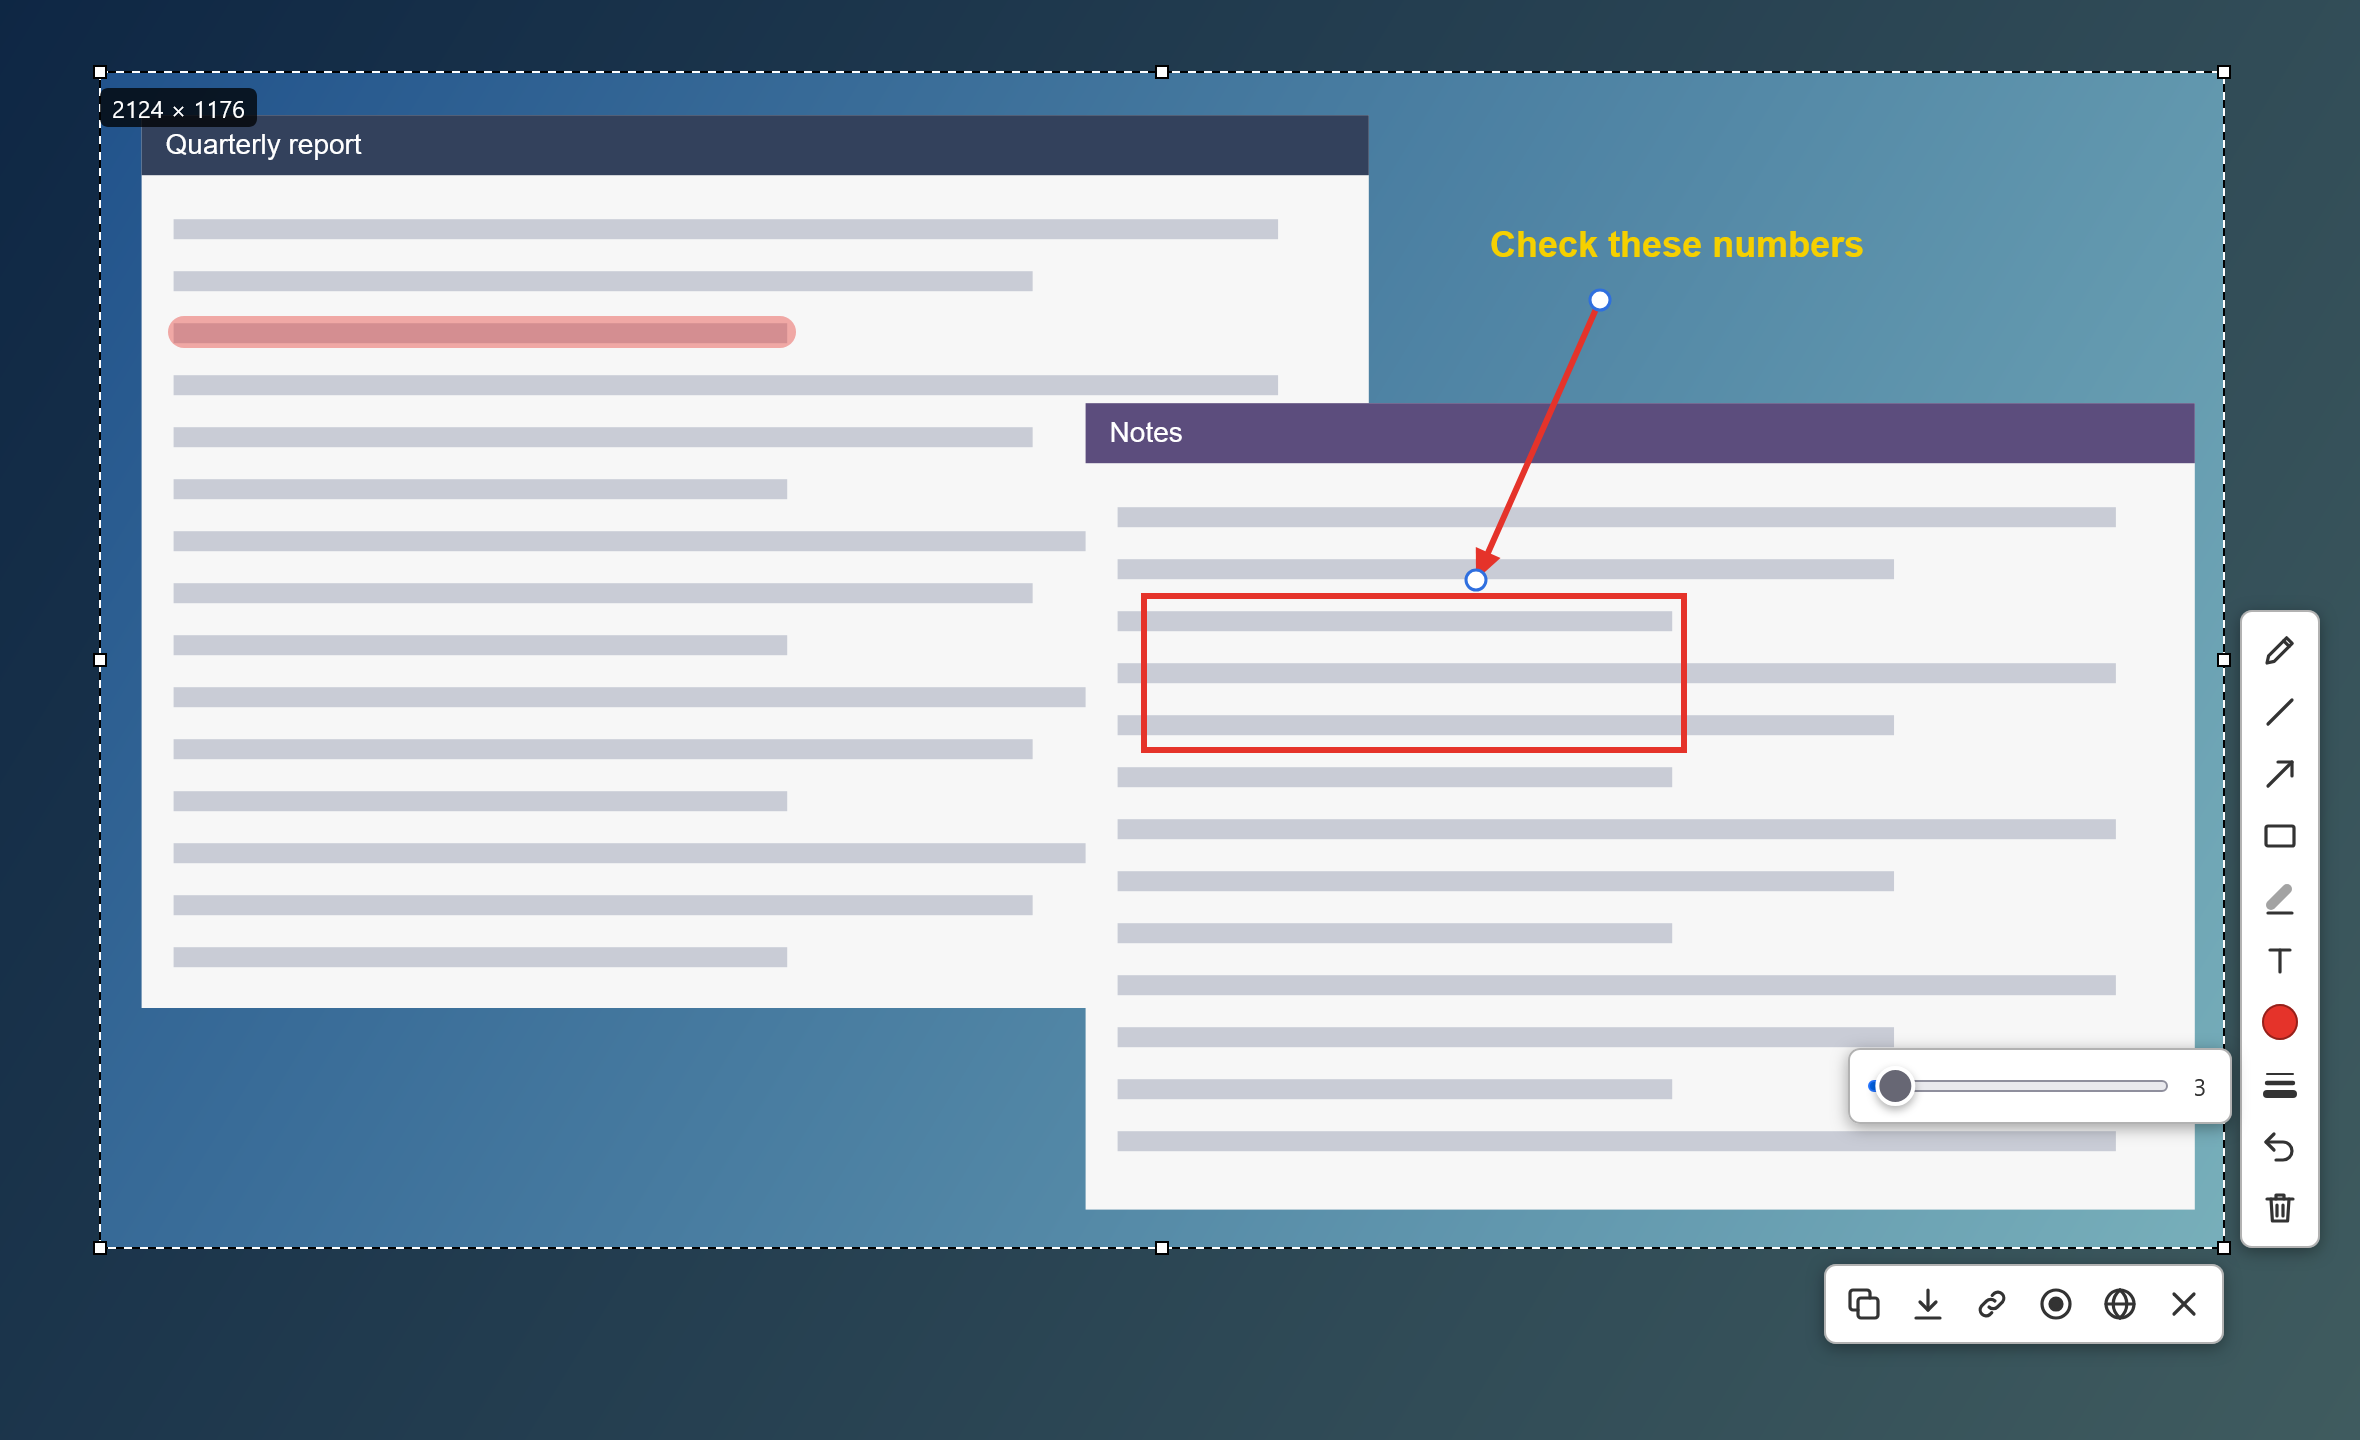 2124 × 1176
Quarterly report
Check these numbers
Notes
3